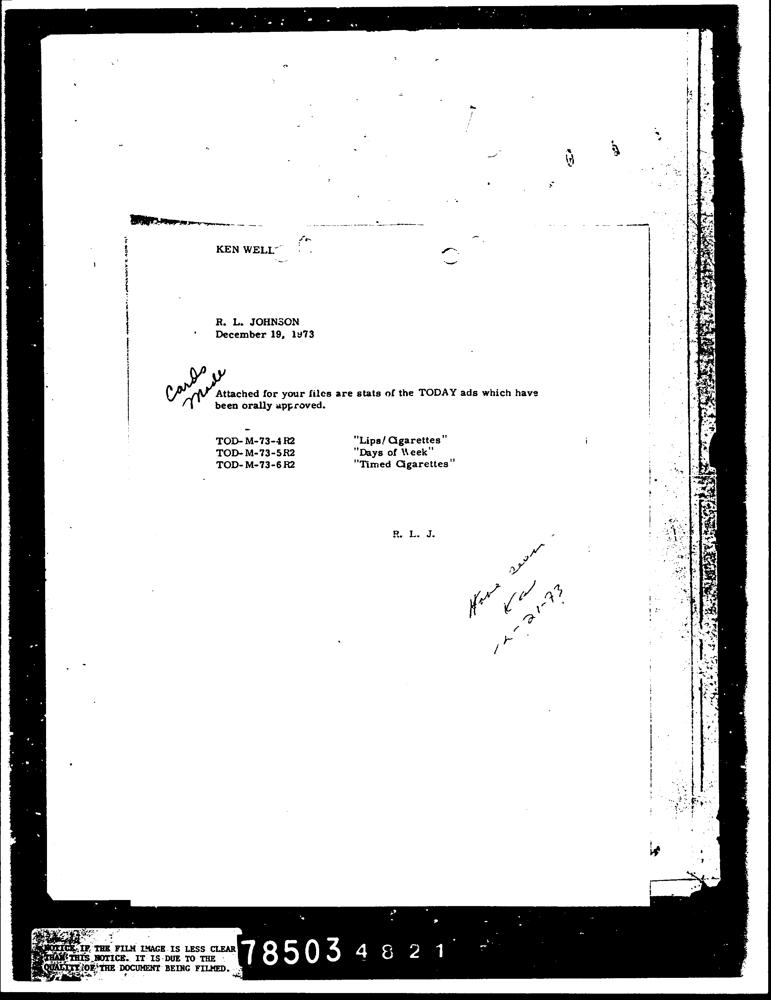 KEN WELL
R. L. JOHNSON
December 19, 1973
Cards
Made
Attached for your files are stats of the TODAY ads which have
been orally approved.
TOD-M-73-4R2 "Lips/Cigarettes"
TOD-M-73-5R2 "Days of Week"
TOD-M-73-6R2 "Timed Cigarettes"
R. L. J.
Have seen
KW
12-21-73
NOTICE IF THE FILM IMAGE IS LESS CLEAR
THAN THIS NOTICE. IT IS DUE TO THE
QUALITY OF THE DOCUMENT BEING FILMED.
78503 4821